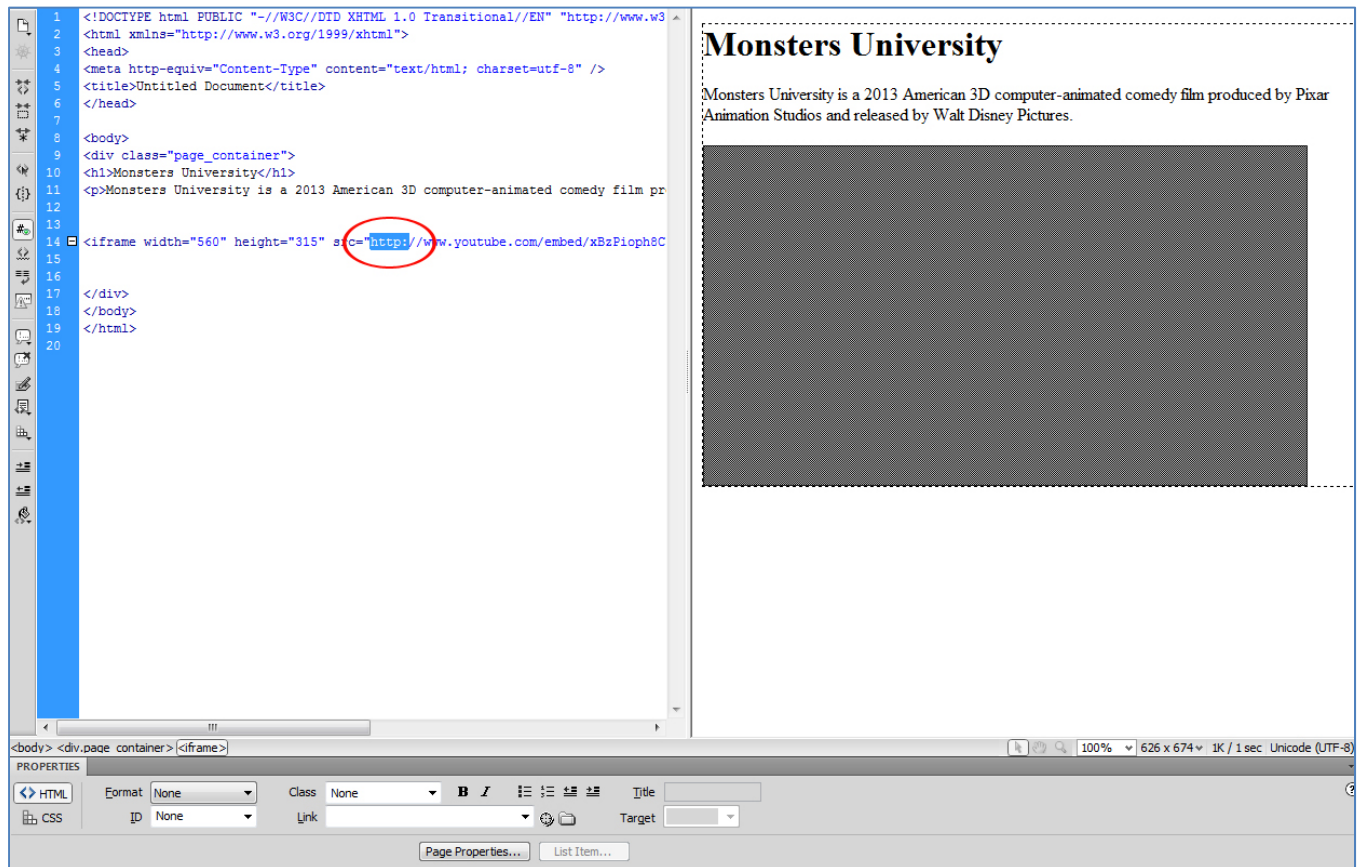 1 <!DOCTYPE html PUBLIC "-//W3C//DTD XHTML 1.0 Transitional//EN" "http://www.w3
2 <html xmlns="http://www.w3.org/1999/xhtml">
3 <head>
4 <meta http-equiv="Content-Type" content="text/html; charset=utf-8" />
5 <title>Untitled Document</title>
6 </head>
7
8 <body>
9 <div class="page_container">
10 <h1>Monsters University</h1>
11 <p>Monsters University is a 2013 American 3D computer-animated comedy film pr
12
13
14 <iframe width="560" height="315" src="http://www.youtube.com/embed/xBzPioph8C
15
16
17 </div>
18 </body>
19 </html>
20
Monsters University
Monsters University is a 2013 American 3D computer-animated comedy film produced by Pixar
Animation Studios and released by Walt Disney Pictures.
<body> <div.page_container> <iframe> 100% 626 x 674 1K / 1 sec Unicode (UTF-8)
PROPERTIES
<> HTML Format None Class None B I Title
CSS ID None Link Target
Page Properties... List Item...